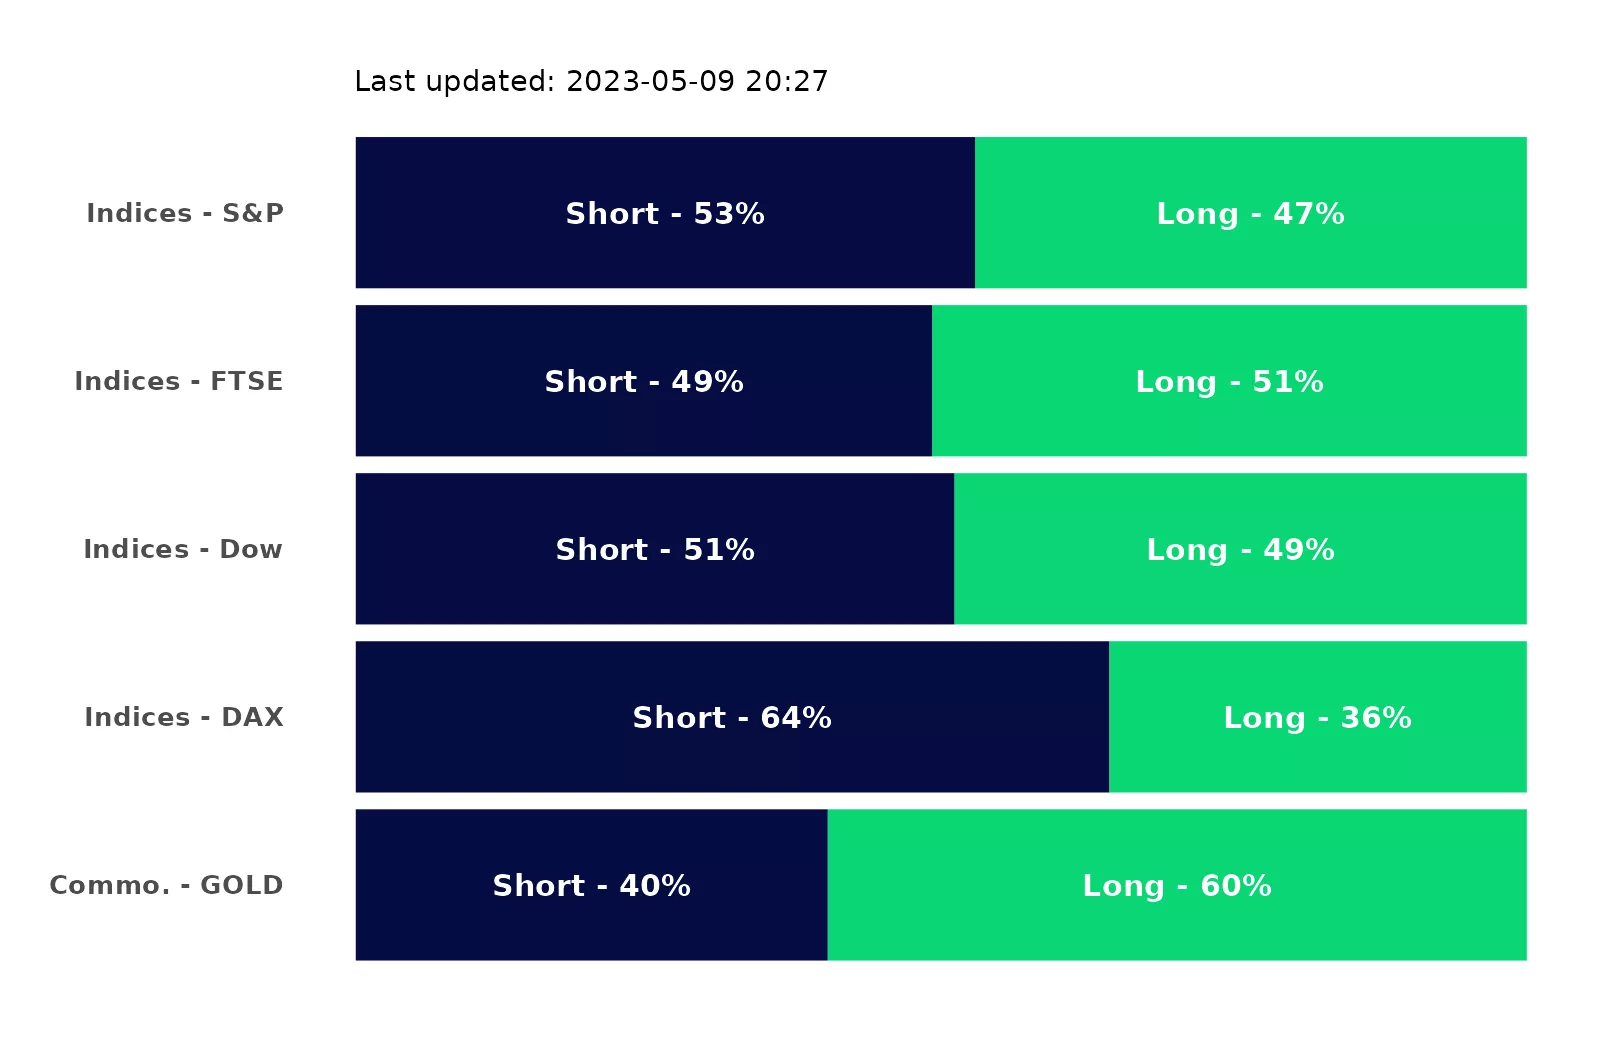 Last updated: 2023-05-09 20:27
Indices - S&P Short - 53% Long - 47%
Indices - FTSE Short - 49% Long - 51%
Indices - Dow Short - 51% Long - 49%
Indices - DAX Short - 64% Long - 36%
Commo. - GOLD Short - 40% Long - 60%